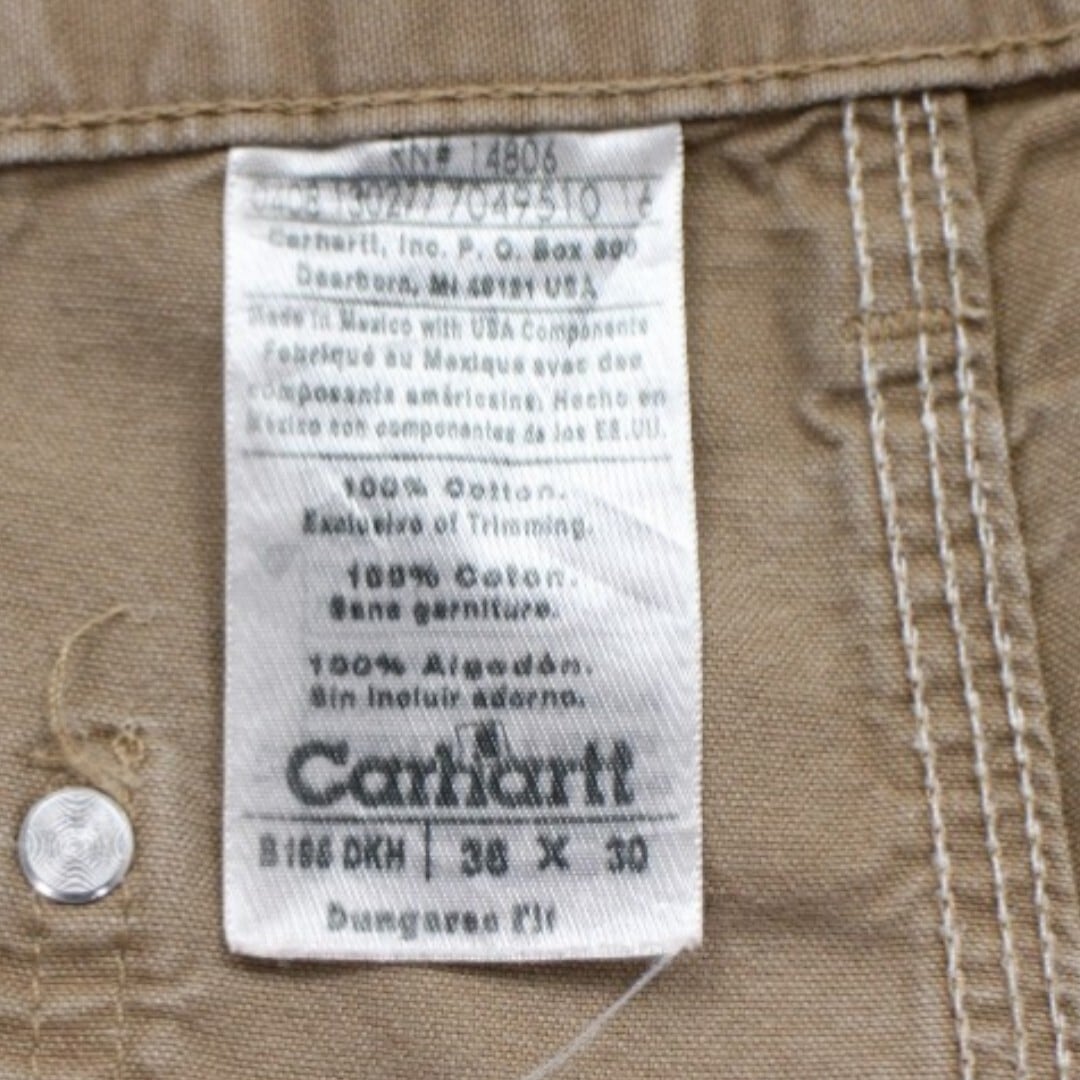 RN# 14806
7049510 6
Carhartt, Inc. P. O. Box 600
Dearborn, MI 48121 USA
Made in Mexico with USA Components
Fabriqué au Mexique avec des
composants américains, Hecho en
Mexico con componentes de los EE.UU.
100% Cotton.
Exclusive of Trimming.
100% Coton.
Sans garniture.
100% Algodón.
Sin Incluir adorno.
Carhartt
DKH | 38 X 30
Dungaree Fit